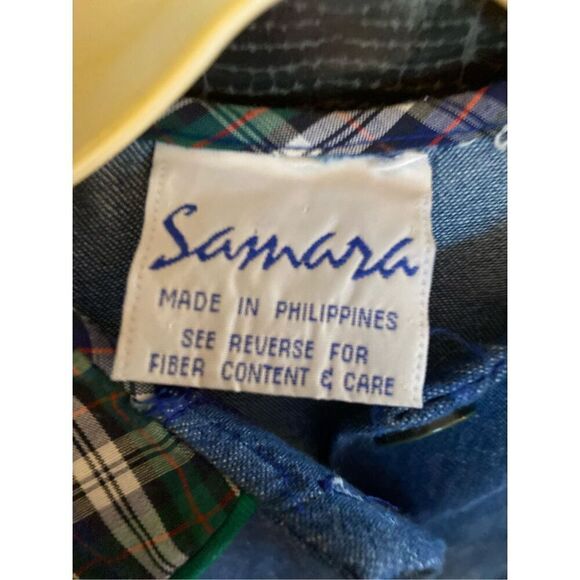 Samara
MADE IN PHILIPPINES
SEE REVERSE FOR
FIBER CONTENT & CARE